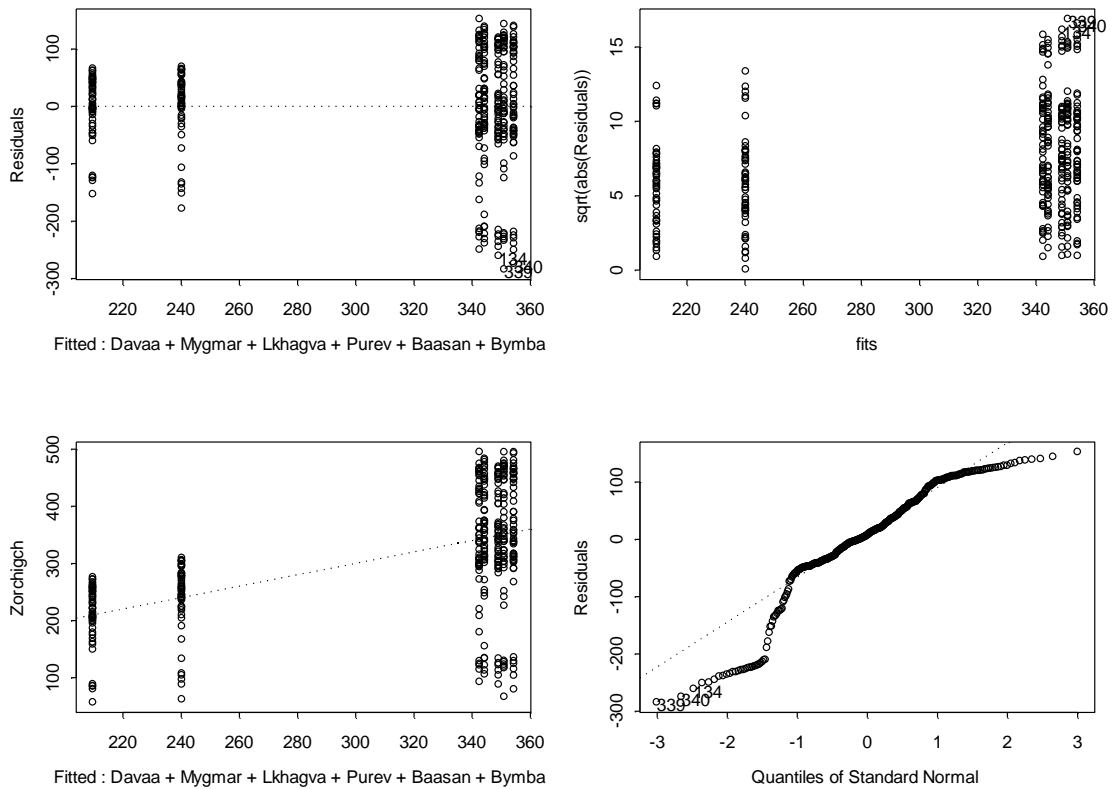 Residuals
100
0
-100
-200
-300
134
340
339
220 240 260 280 300 320 340 360
Fitted : Davaa + Mygmar + Lkhagva + Purev + Baasan + Bymba
sqrt(abs(Residuals))
15
10
5
0
339
340
134
220 240 260 280 300 320 340 360
fits
Zorchigch
500
400
300
200
100
220 240 260 280 300 320 340 360
Fitted : Davaa + Mygmar + Lkhagva + Purev + Baasan + Bymba
Residuals
100
0
-100
-200
-300
134
340
339
-3 -2 -1 0 1 2 3
Quantiles of Standard Normal